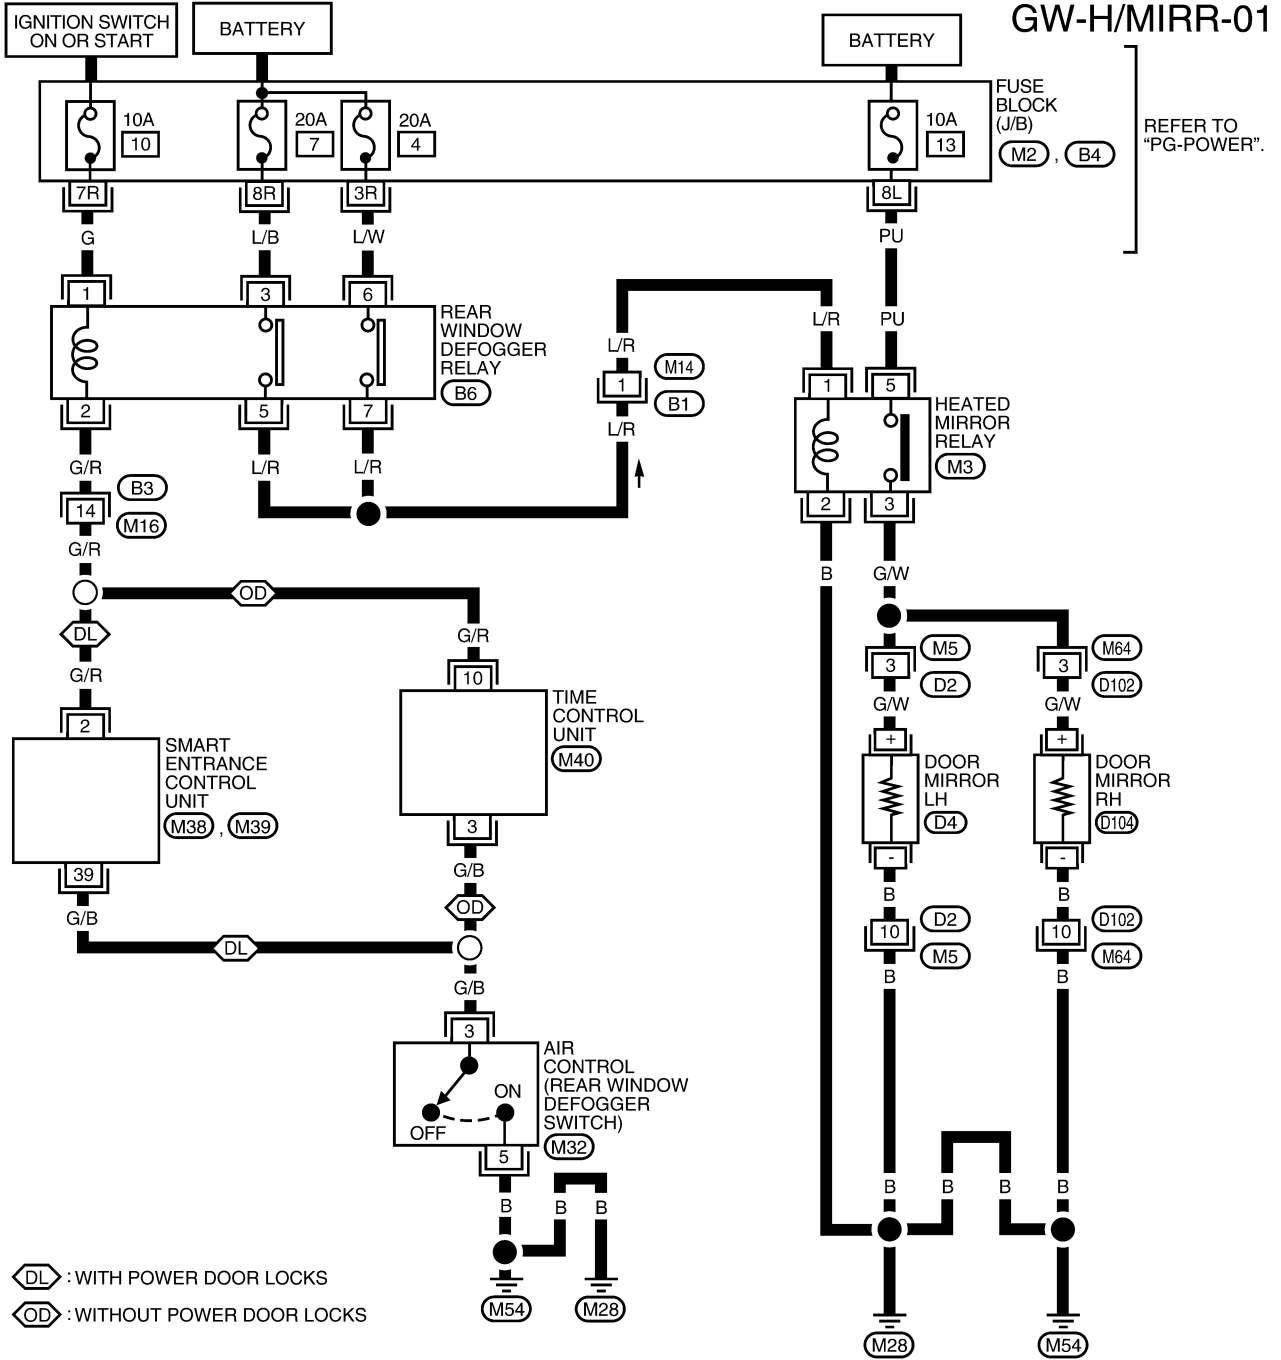 GW-H/MIRR-01
IGNITION SWITCH
ON OR START
BATTERY
BATTERY
10A
10
20A
7
20A
4
10A
13
FUSE
BLOCK
(J/B)
M2 , B4
REFER TO
“PG-POWER”.
7R
8R
3R
8L
G
L/B
L/W
PU
1
3
6
REAR
WINDOW
DEFOGGER
RELAY
B6
2
5
7
L/R
L/R
PU
M14
1
B1
L/R
1
5
HEATED
MIRROR
RELAY
M3
2
3
G/R
L/R
L/R
B3
14
M16
G/R
OD
DL
G/R
G/R
B
G/W
2
10
SMART
ENTRANCE
CONTROL
UNIT
M38 , M39
TIME
CONTROL
UNIT
M40
39
3
G/B
G/B
OD
DL
G/B
3
AIR
CONTROL
(REAR WINDOW
DEFOGGER
SWITCH)
M32
ON
OFF
5
B
B
B
M54
M28
M5
3
D2
M64
3
D102
G/W
G/W
+
+
DOOR
MIRROR
LH
D4
DOOR
MIRROR
RH
D104
-
-
B
B
D2
10
M5
D102
10
M64
B
B
B
B
B
B
M28
M54
DL : WITH POWER DOOR LOCKS
OD : WITHOUT POWER DOOR LOCKS